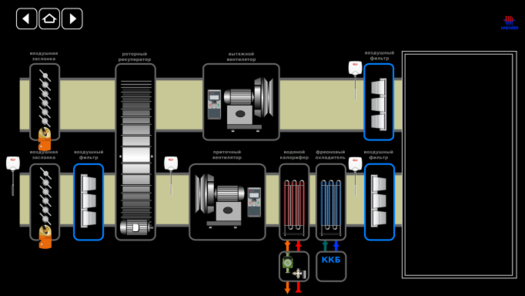 воздушная
заслонка
роторный
рекуператор
вытяжной
вентилятор
воздушный
фильтр
воздушная
заслонка
воздушный
фильтр
приточный
вентилятор
водяной
калорифер
фреоновый
охладитель
воздушный
фильтр
ККБ